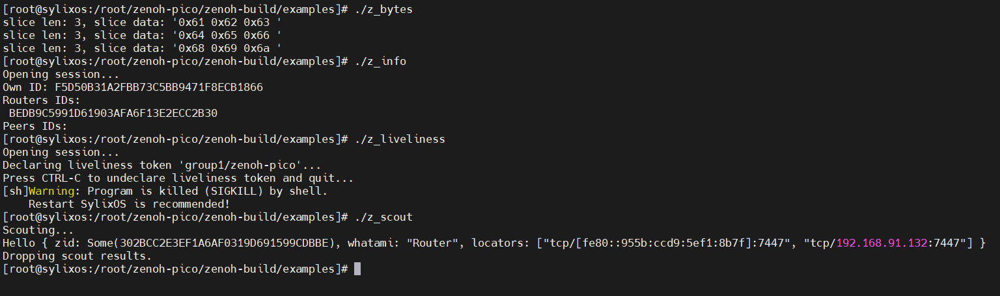 [root@sylixos:/root/zenoh-pico/zenoh-build/examples]# ./z_bytes
slice len: 3, slice data: '0x61 0x62 0x63 '
slice len: 3, slice data: '0x64 0x65 0x66 '
slice len: 3, slice data: '0x68 0x69 0x6a '
[root@sylixos:/root/zenoh-pico/zenoh-build/examples]# ./z_info
Opening session...
Own ID: F5D50B31A2FBB73C5BB9471F8ECB1866
Routers IDs:
 BEDB9C5991D61903AFA6F13E2ECC2B30
Peers IDs:
[root@sylixos:/root/zenoh-pico/zenoh-build/examples]# ./z_liveliness
Opening session...
Declaring liveliness token 'group1/zenoh-pico'...
Press CTRL-C to undeclare liveliness token and quit...
[sh]Warning: Program is killed (SIGKILL) by shell.
    Restart SylixOS is recommended!
[root@sylixos:/root/zenoh-pico/zenoh-build/examples]# ./z_scout
Scouting...
Hello { zid: Some(302BCC2E3EF1A6AF0319D691599CDBBE), whatami: "Router", locators: ["tcp/[fe80::955b:ccd9:5ef1:8b7f]:7447", "tcp/192.168.91.132:7447"] }
Dropping scout results.
[root@sylixos:/root/zenoh-pico/zenoh-build/examples]#